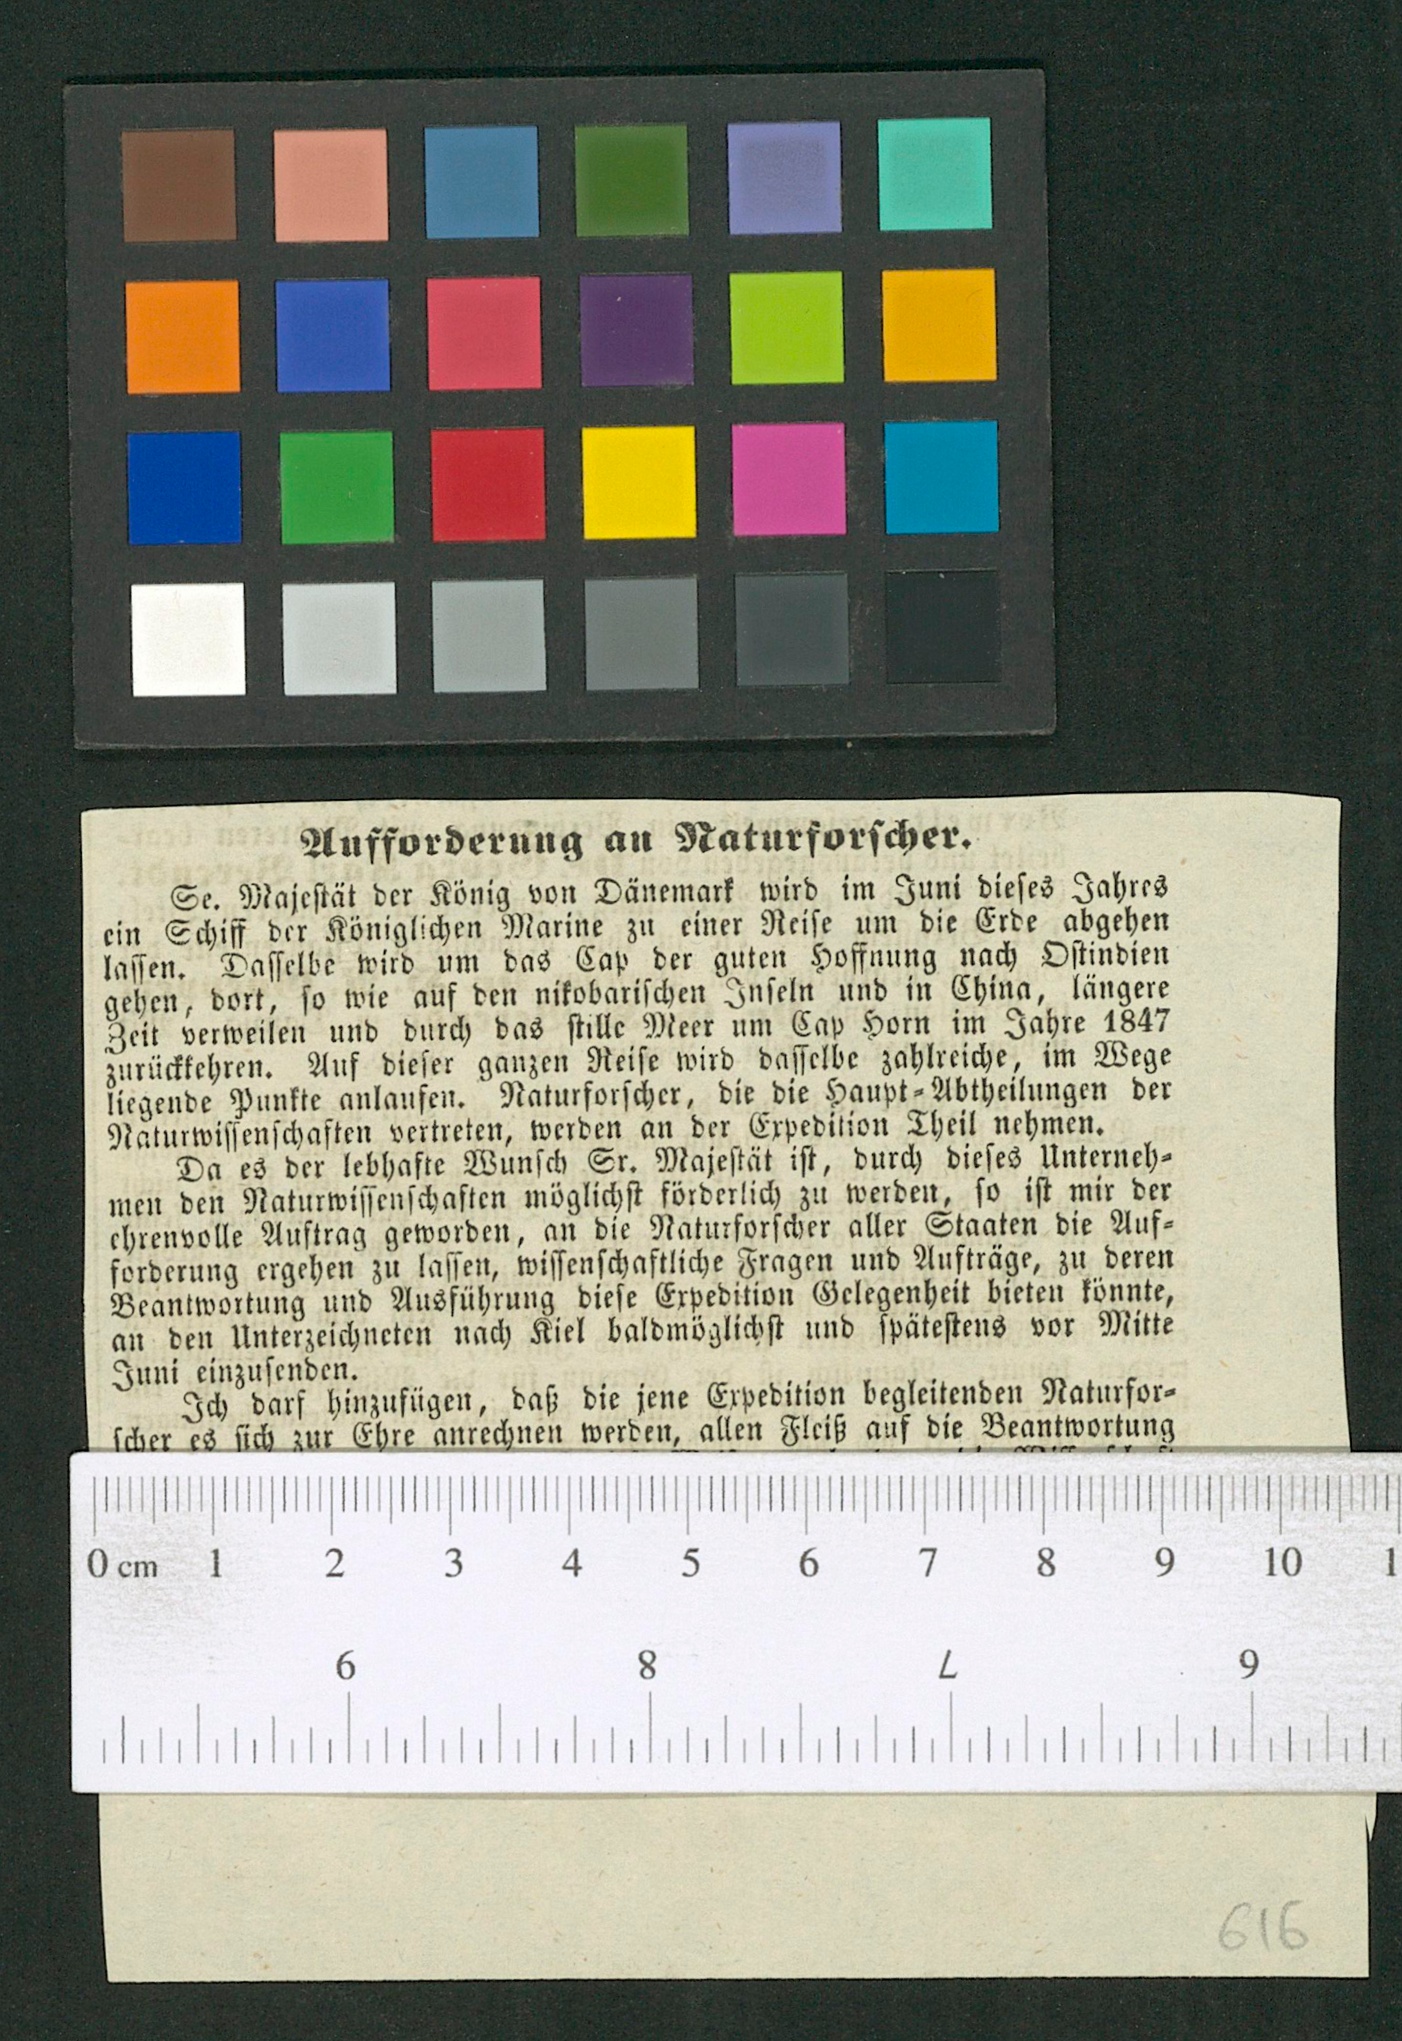 Aufforderung an Naturforscher.
Se. Majestät der König von Dänemark wird im Juni dieses Jahres
ein Schiff der Königlichen Marine zu einer Reise um die Erde abgehen
lassen. Dasselbe wird um das Cap der guten Hoffnung nach Ostindien
gehen, dort, so wie auf den nikobarischen Inseln und in China, längere
Zeit verweilen und durch das stille Meer um Cap Horn im Jahre 1847
zurückkehren. Auf dieser ganzen Reise wird dasselbe zahlreiche, im Wege
liegende Punkte anlaufen. Naturforscher, die die Haupt-Abtheilungen der
Naturwissenschaften vertreten, werden an der Expedition Theil nehmen.
Da es der lebhafte Wunsch Sr. Majestät ist, durch dieses Unterneh-
men den Naturwissenschaften möglichst förderlich zu werden, so ist mir der
ehrenvolle Auftrag geworden, an die Naturforscher aller Staaten die Auf-
forderung ergehen zu lassen, wissenschaftliche Fragen und Aufträge, zu deren
Beantwortung und Ausführung diese Expedition Gelegenheit bieten könnte,
an den Unterzeichneten nach Kiel baldmöglichst und spätestens vor Mitte
Juni einzusenden.
Ich darf hinzufügen, daß die jene Expedition begleitenden Naturfor-
scher es sich zur Ehre anrechnen werden, allen Fleiß auf die Beantwortung
0 cm 1 2 3 4 5 6 7 8 9 10
9 8 7 6
616